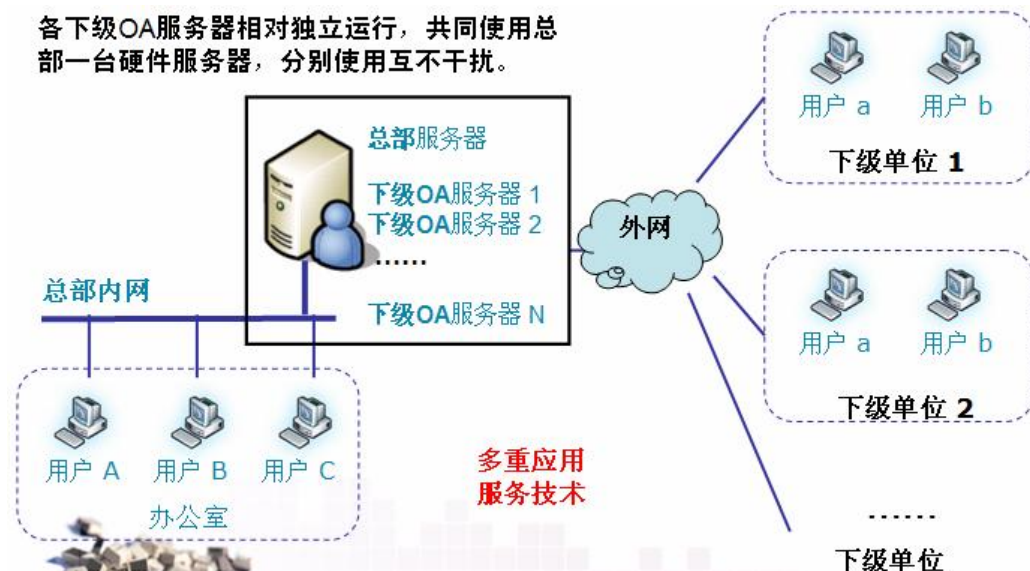 各下级OA服务器相对独立运行，共同使用总
部一台硬件服务器，分别使用互不干扰。
总部服务器
下级OA服务器 1
下级OA服务器 2
......
下级OA服务器 N
总部内网
用户 A
用户 B
用户 C
办公室
外网
用户 a
用户 b
下级单位 1
用户 a
用户 b
下级单位 2
......
下级单位
多重应用
服务技术